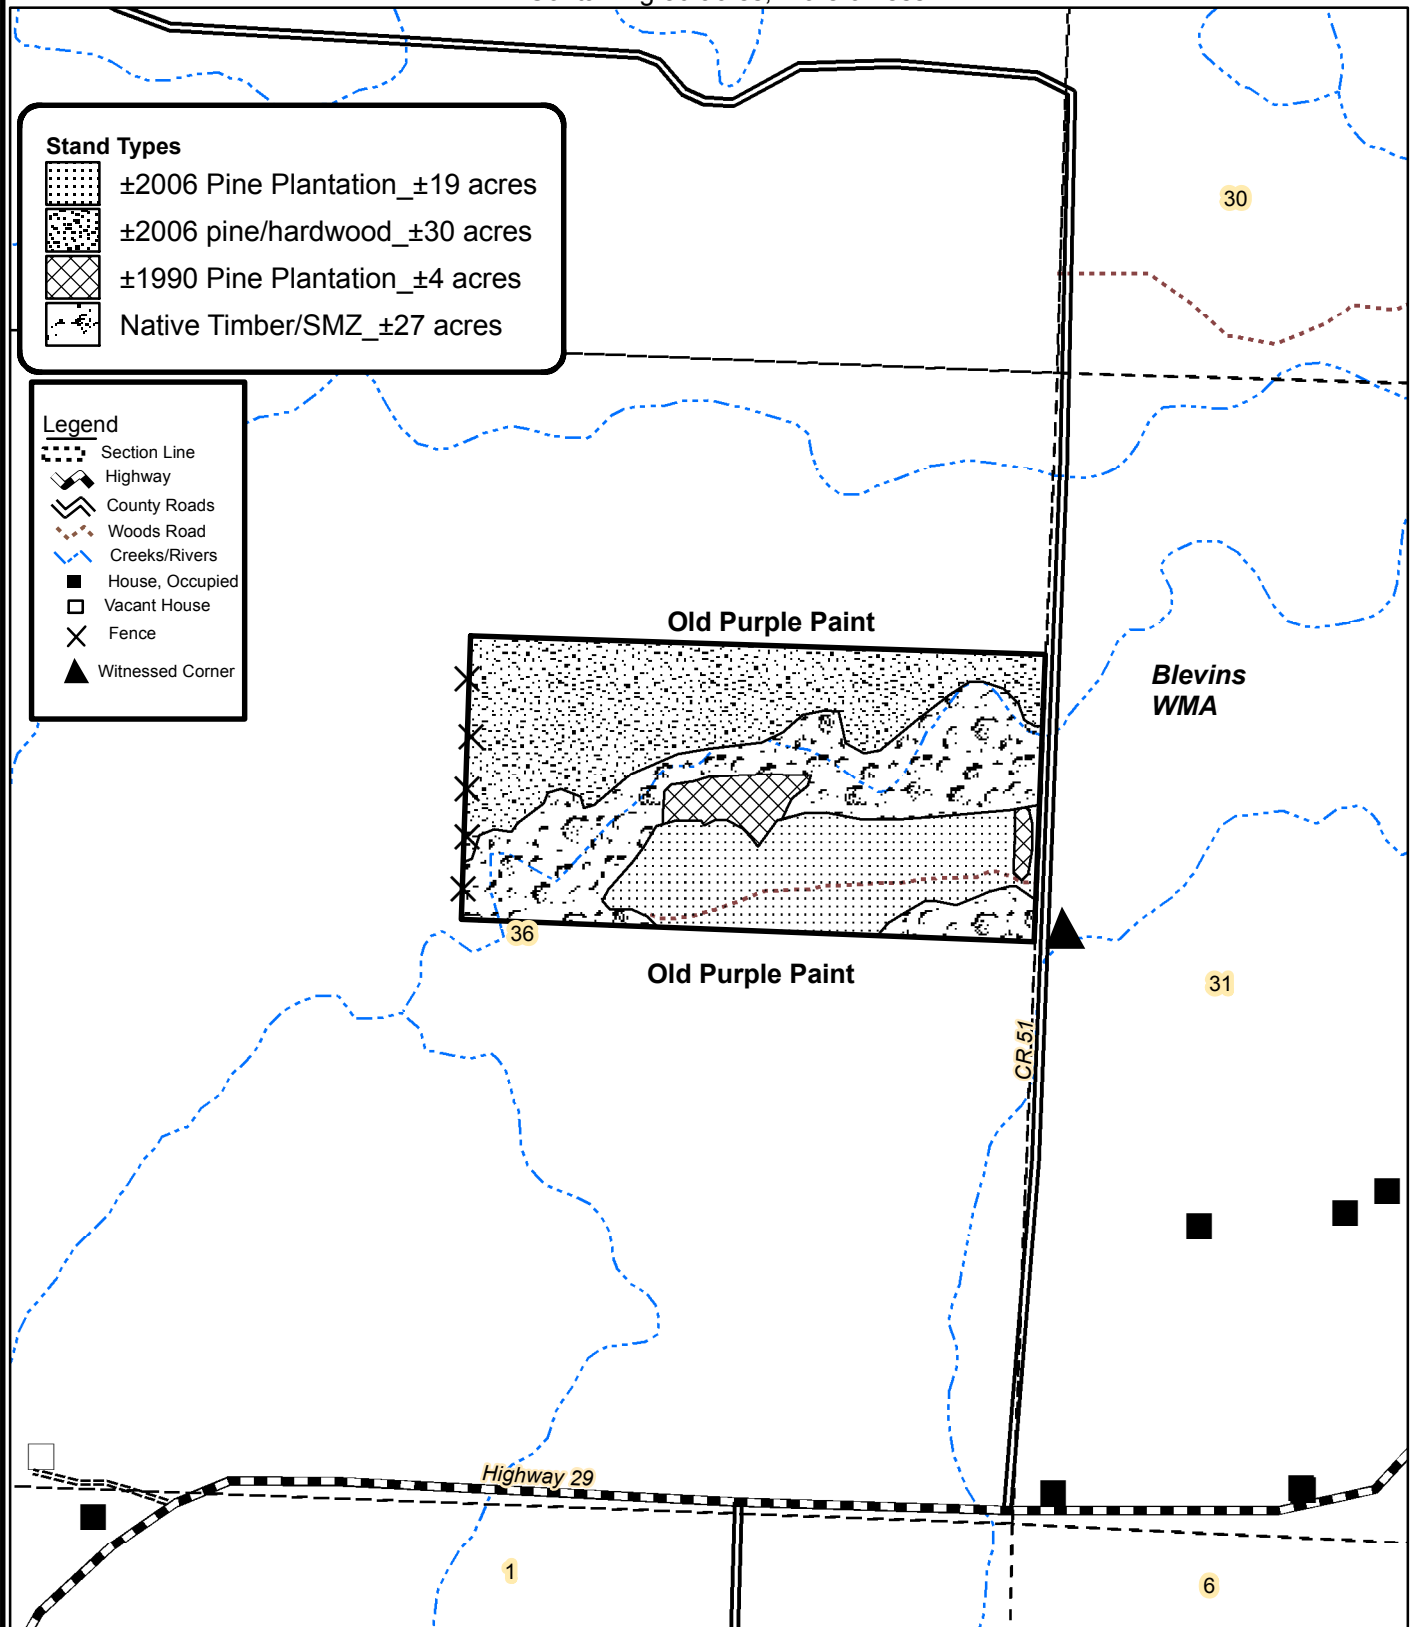 Stand Types
±2006 Pine Plantation_±19 acres
±2006 pine/hardwood_±30 acres
±1990 Pine Plantation_±4 acres
Native Timber/SMZ_±27 acres
30
Legend
Section Line
Highway
County Roads
Woods Road
Creeks/Rivers
House, Occupied
Vacant House
Fence
Witnessed Corner
Old Purple Paint
Blevins
WMA
36
Old Purple Paint
31
CR 51
Highway 29
1
6